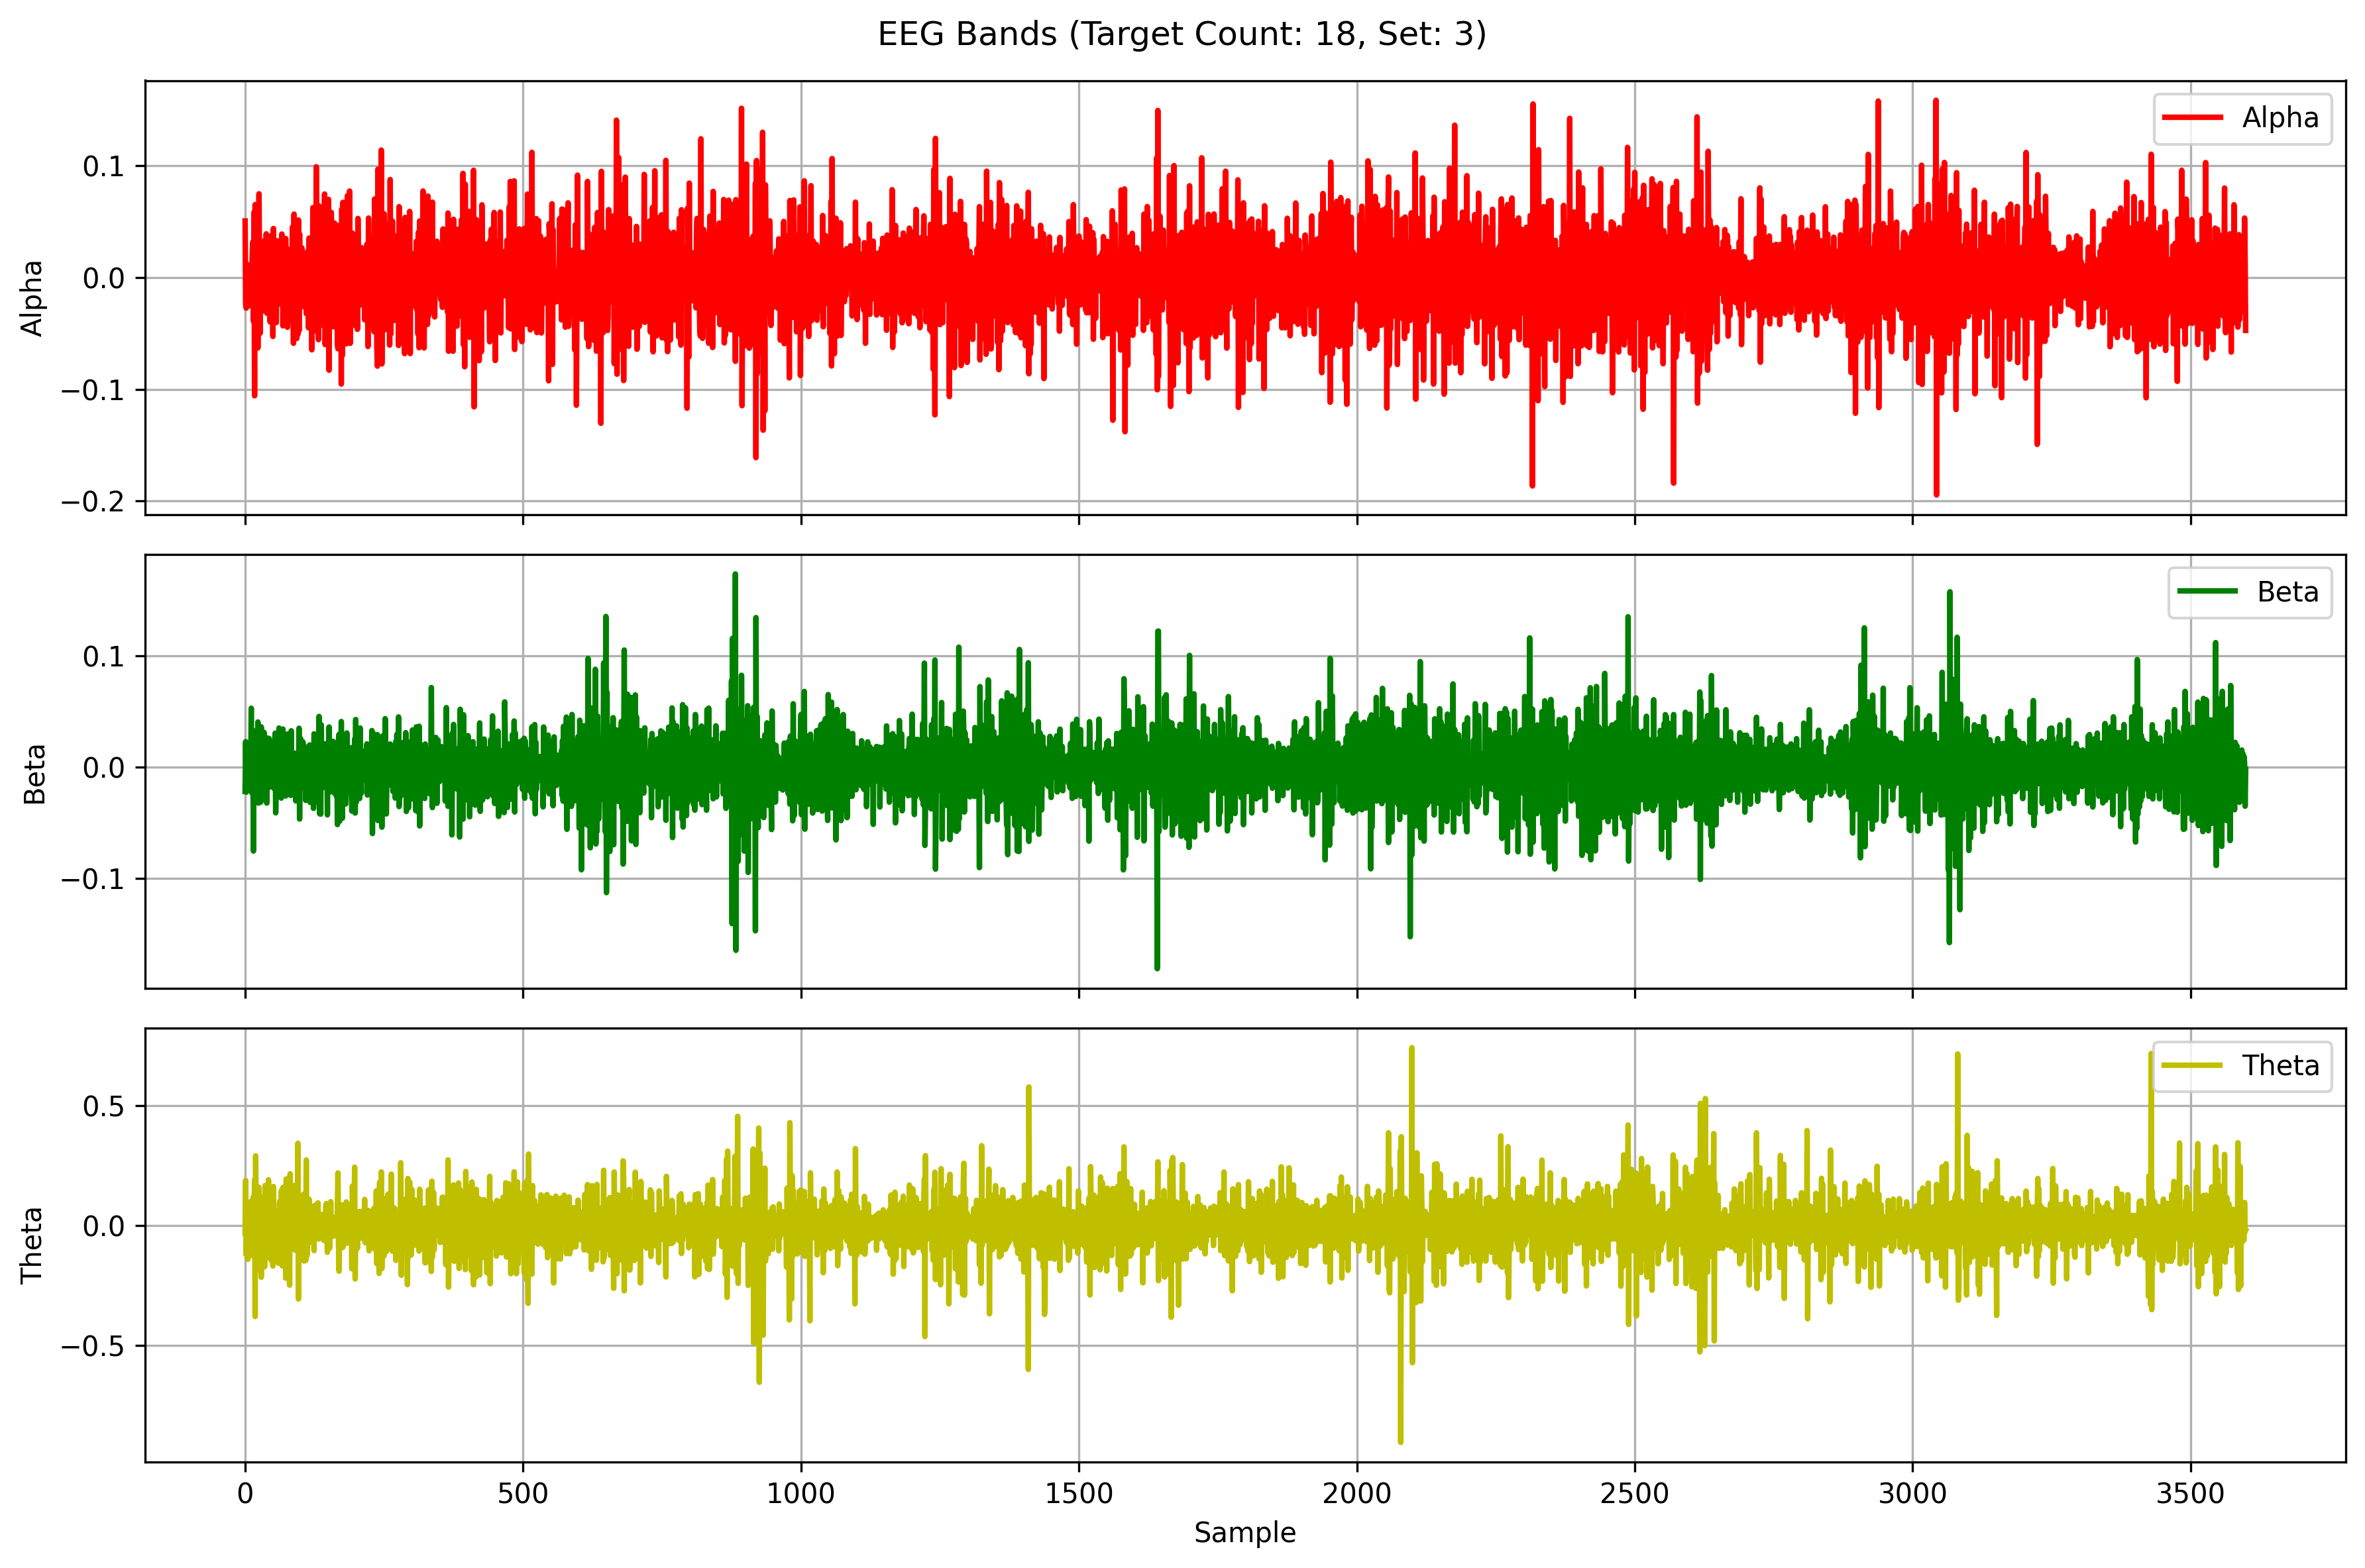 EEG Bands (Target Count: 18, Set: 3)
Alpha
0.1
0.0
−0.1
−0.2
Alpha
Beta
0.1
0.0
−0.1
Beta
Theta
0.5
0.0
−0.5
Theta
0 500 1000 1500 2000 2500 3000 3500
Sample